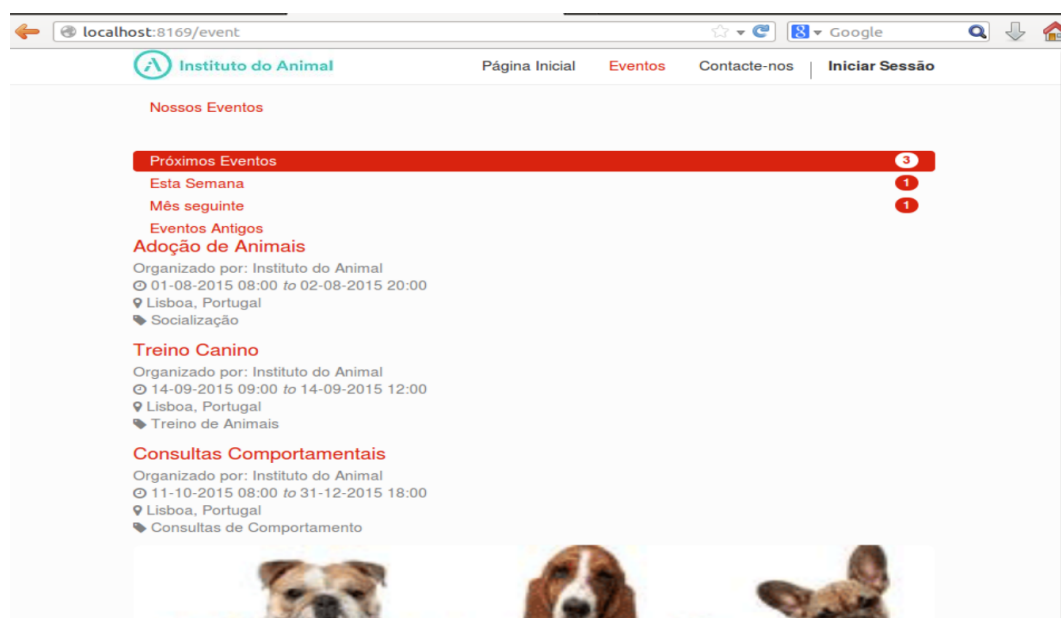 localhost:8169/event
Google
Instituto do Animal
Página Inicial Eventos Contacte-nos Iniciar Sessão
Nossos Eventos
Próximos Eventos 3
Esta Semana 1
Mês seguinte 1
Eventos Antigos
Adoção de Animais
Organizado por: Instituto do Animal
01-08-2015 08:00 to 02-08-2015 20:00
Lisboa, Portugal
Socialização
Treino Canino
Organizado por: Instituto do Animal
14-09-2015 09:00 to 14-09-2015 12:00
Lisboa, Portugal
Treino de Animais
Consultas Comportamentais
Organizado por: Instituto do Animal
11-10-2015 08:00 to 31-12-2015 18:00
Lisboa, Portugal
Consultas de Comportamento